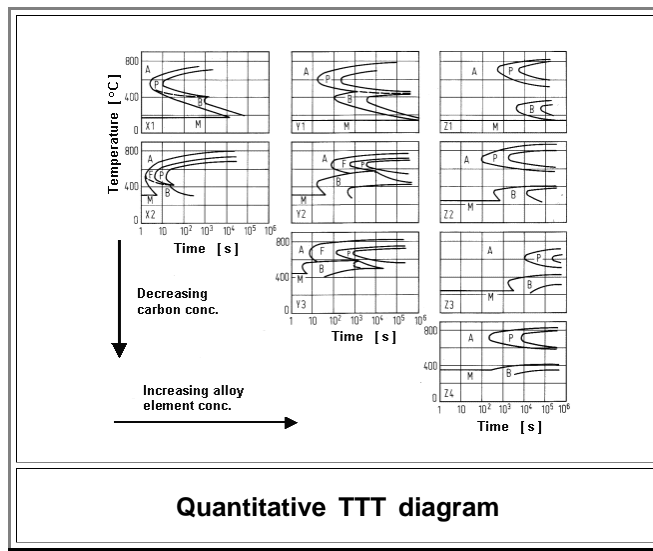 Temperature [°C]
800
400
0
A
P
B
M
X1
A
P
B
M
Y1
A
P
B
M
Z1
800
400
0
A
F
P
M
B
X2
1 10 10² 10³ 10⁴ 10⁵ 10⁶
Time [s]
A
F
P
B
M
Y2
A
P
B
M
Z2
800
400
0
A
F
P
B
M
Y3
1 10 10² 10³ 10⁴ 10⁵ 10⁶
Time [s]
A
P
B
M
Z3
Decreasing
carbon conc.
800
400
0
A
P
M
B
Z4
1 10 10² 10³ 10⁴ 10⁵ 10⁶
Time [s]
Increasing alloy
element conc.
Quantitative TTT diagram